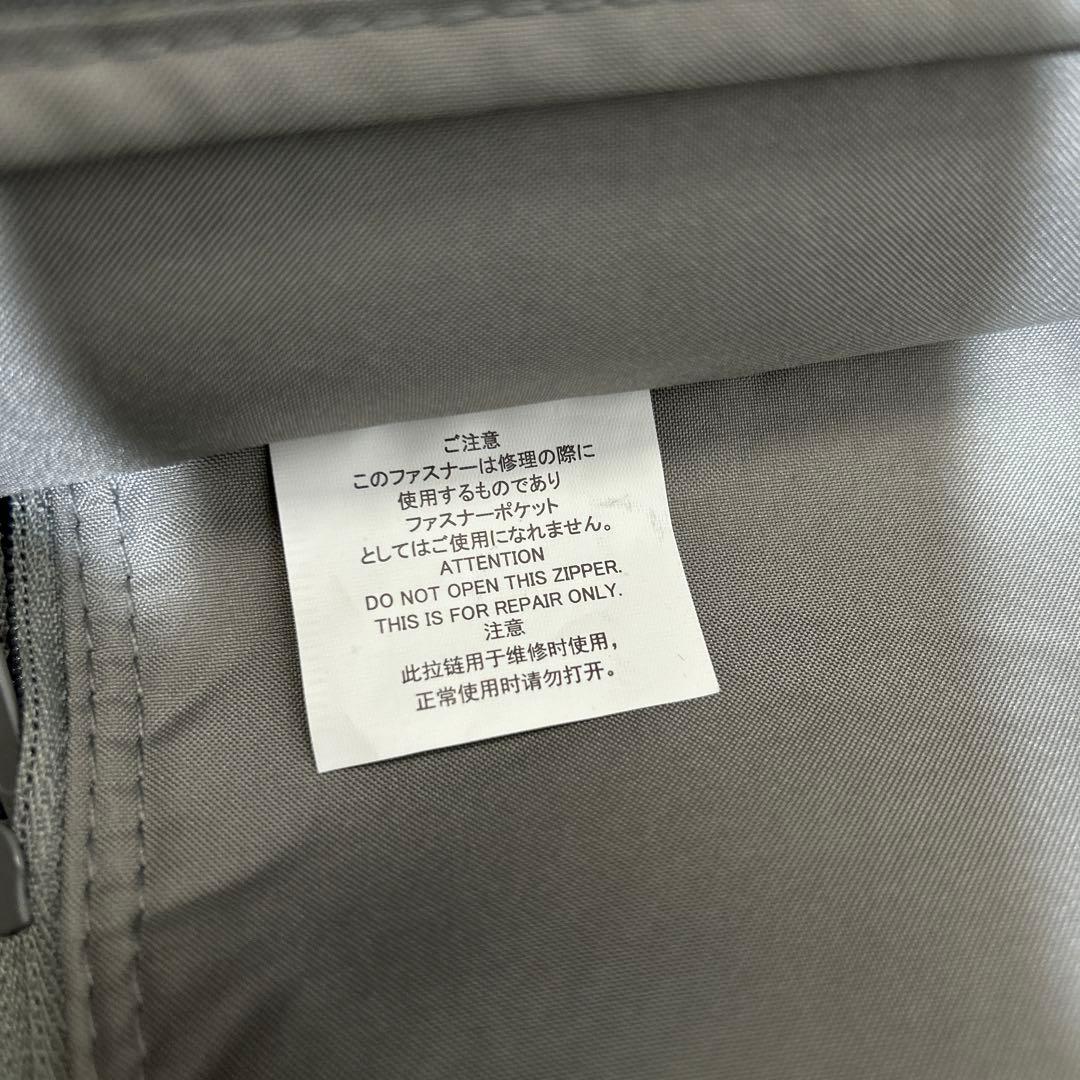 ご注意
このファスナーは修理の際に
使用するものであり
ファスナーポケット
としてはご使用になれません。
ATTENTION
DO NOT OPEN THIS ZIPPER.
THIS IS FOR REPAIR ONLY.
注意
此拉链用于维修时使用，
正常使用时请勿打开。